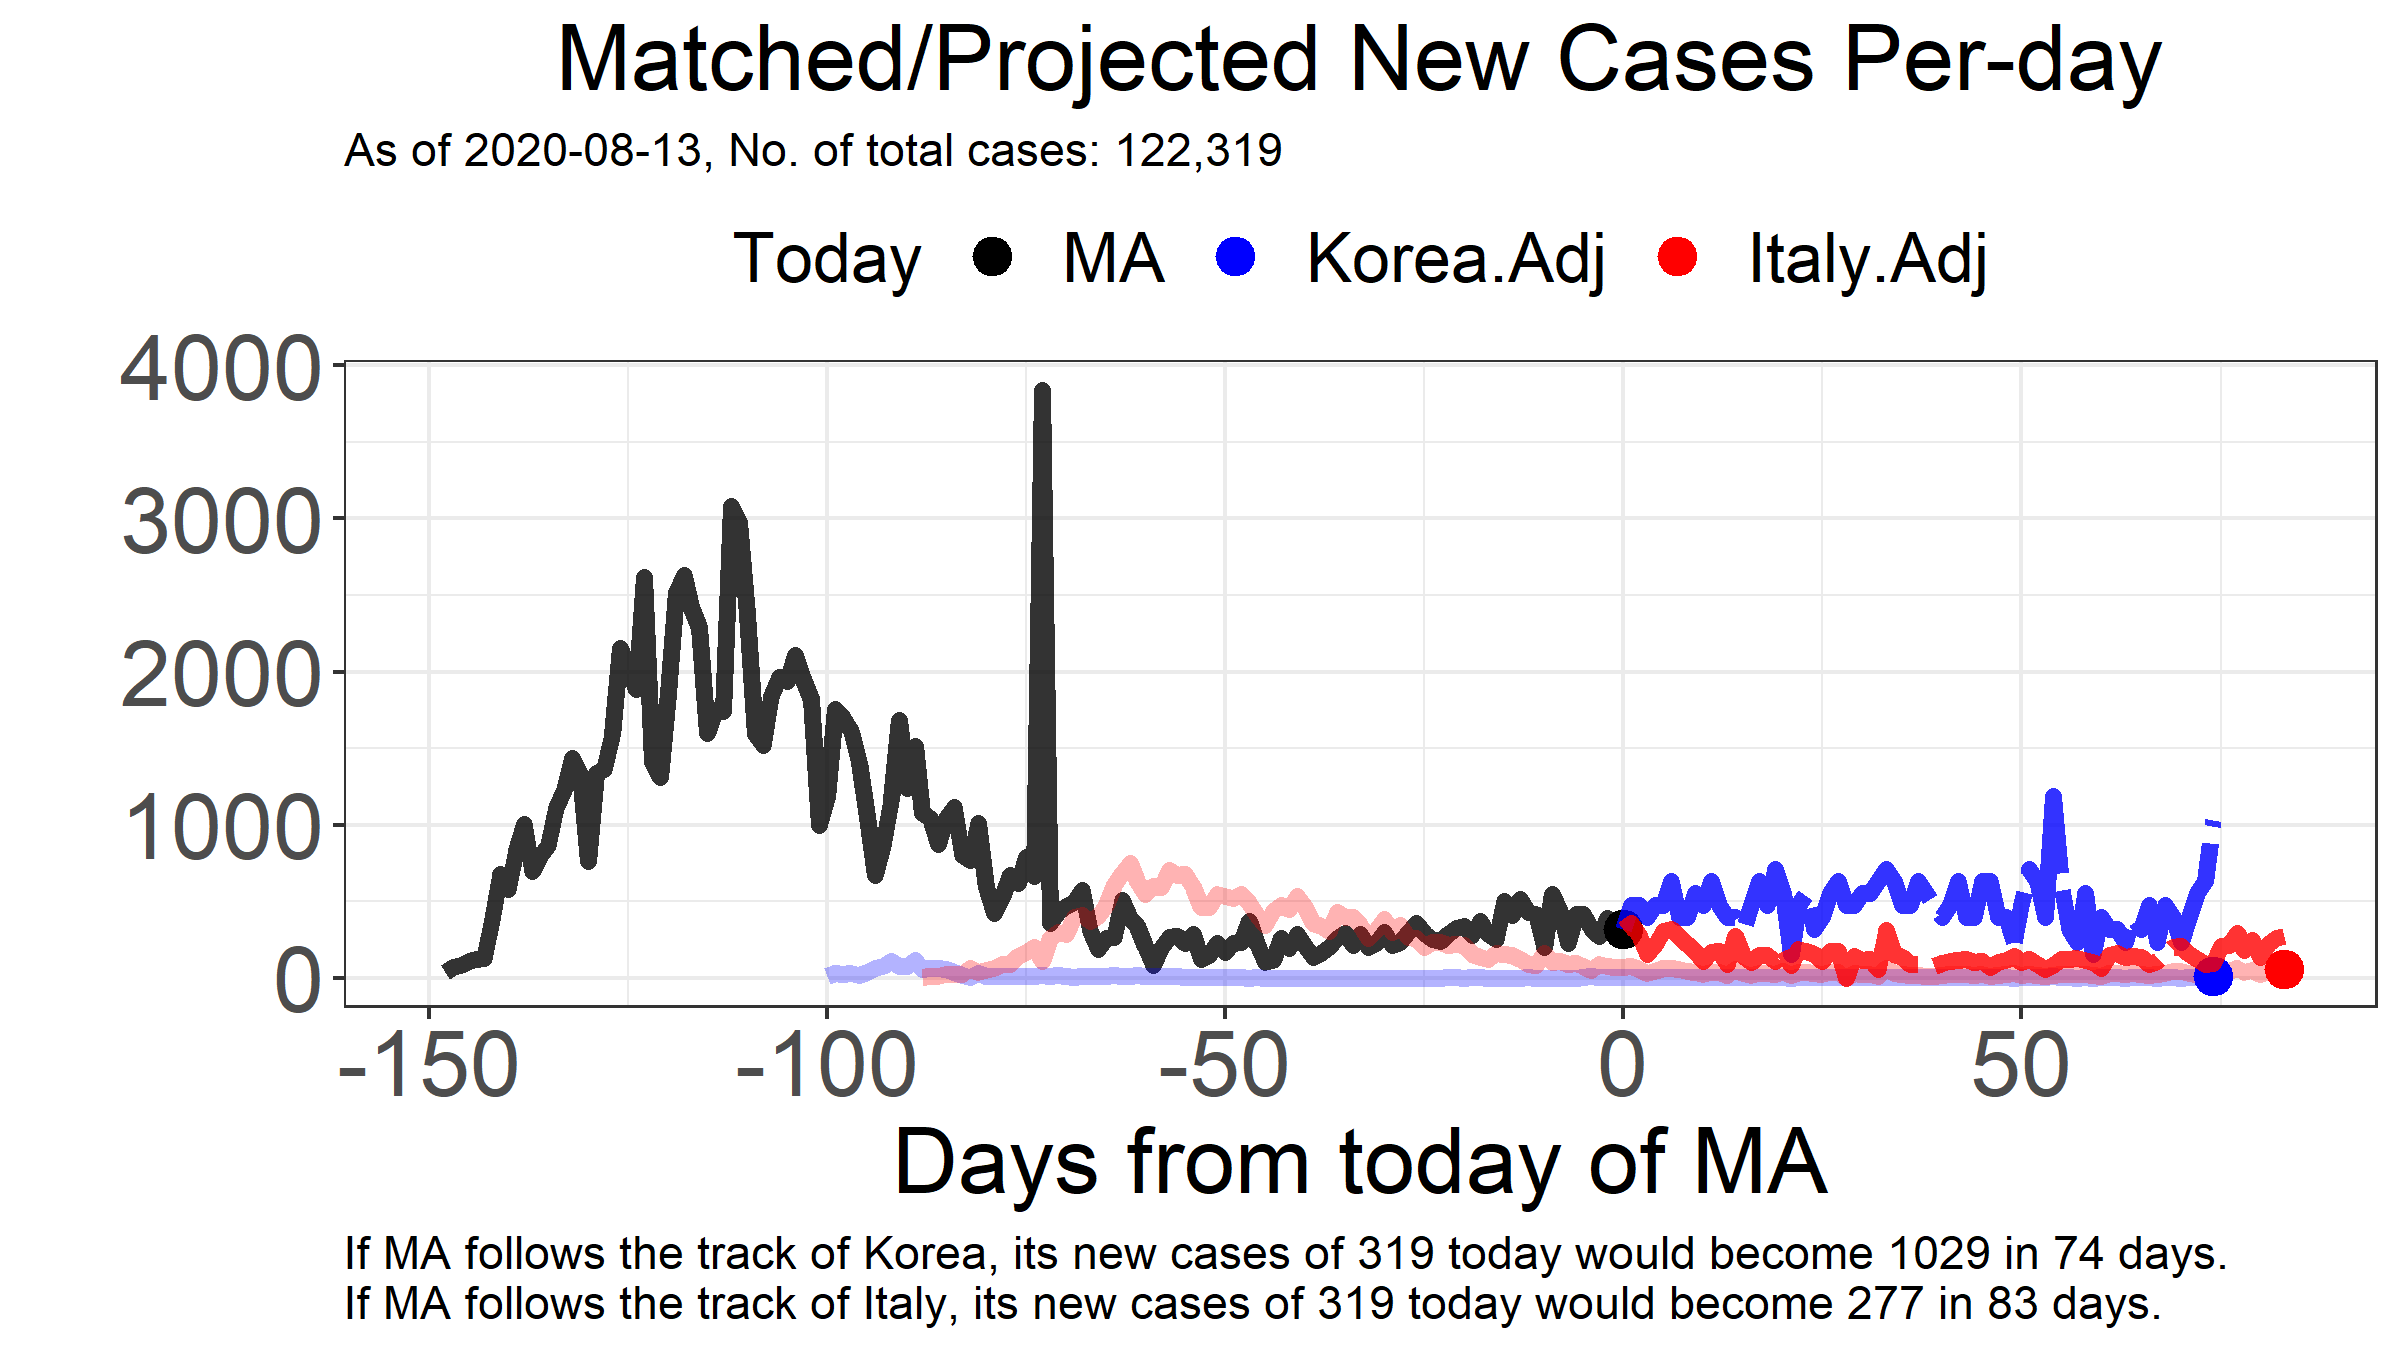 Matched/Projected New Cases Per-day
As of 2020-08-13, No. of total cases: 122,319
Today MA Korea.Adj Italy.Adj
4000
3000
2000
1000
0
-150 -100 -50 0 50
Days from today of MA
If MA follows the track of Korea, its new cases of 319 today would become 1029 in 74 days.
If MA follows the track of Italy, its new cases of 319 today would become 277 in 83 days.